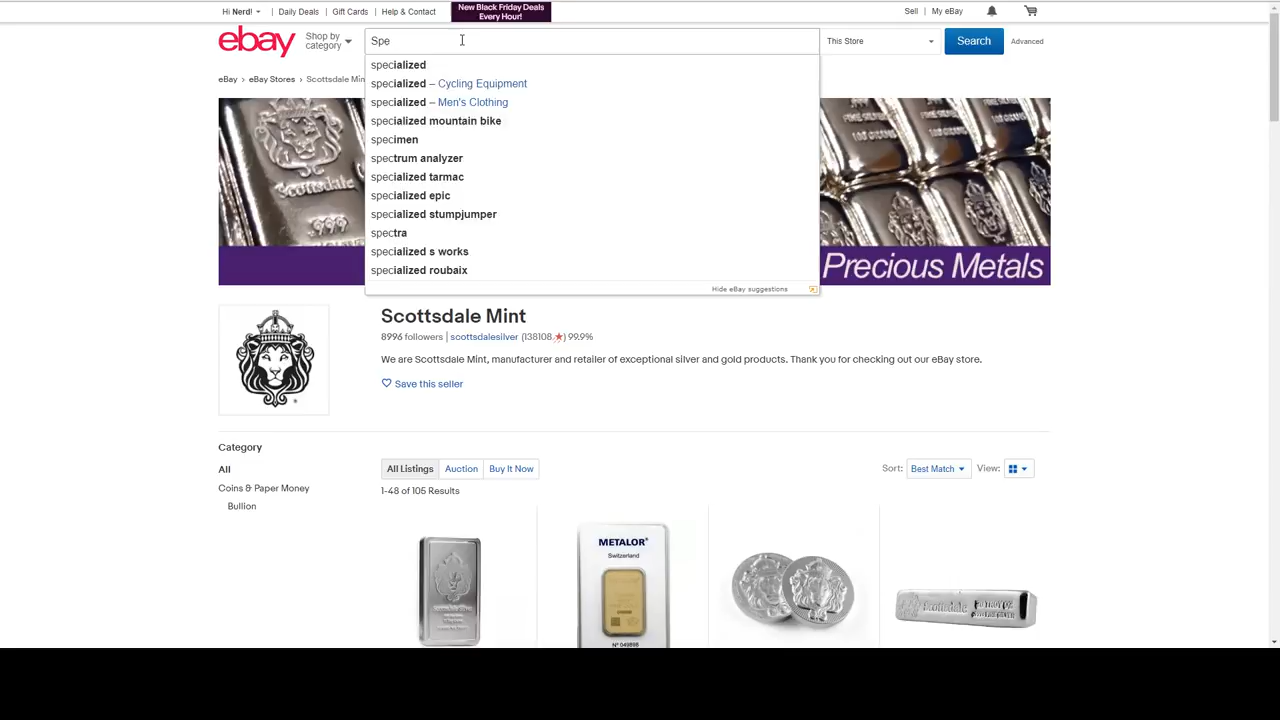 Hi Nerd! | Daily Deals | Gift Cards | Help & Contact
New Black Friday Deals
Every Hour!
Sell | My eBay
ebay
Shop by
category
Spe
This Store
Search
Advanced
specialized
specialized – Cycling Equipment
specialized – Men's Clothing
specialized mountain bike
specimen
spectrum analyzer
specialized tarmac
specialized epic
specialized stumpjumper
spectra
specialized s works
specialized roubaix
Hide eBay suggestions
eBay > eBay Stores > Scottsdale Min
Scottsdale
999
Precious Metals
Scottsdale Mint
8996 followers | scottsdalesilver (138108 ★) 99.9%
We are Scottsdale Mint, manufacturer and retailer of exceptional silver and gold products. Thank you for checking out our eBay store.
Save this seller
Category
All
Coins & Paper Money
Bullion
All Listings Auction Buy It Now
Sort: Best Match View:
1-48 of 105 Results
METALOR®
Switzerland
Nº 049898
Scottsdale